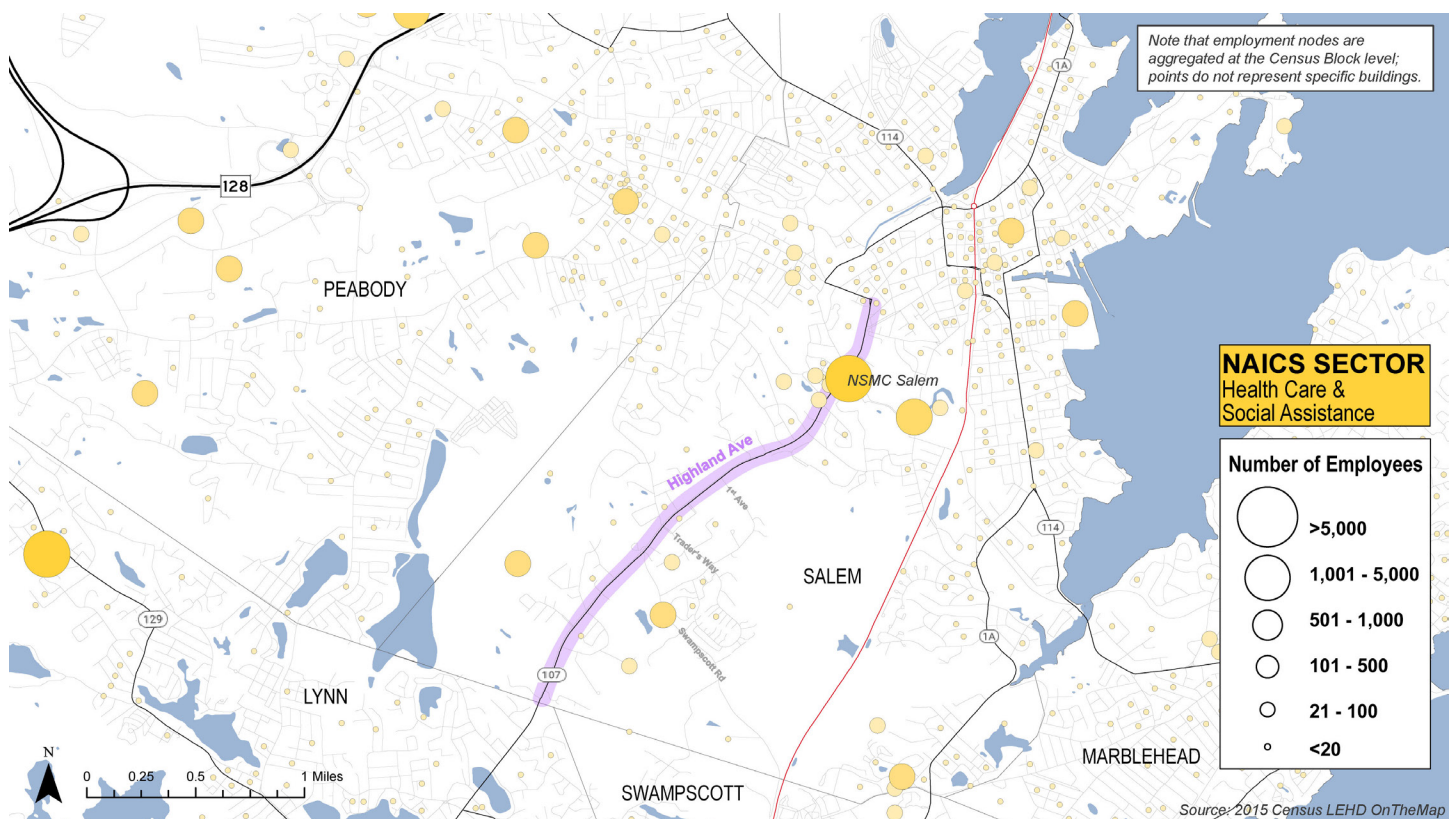 Note that employment nodes are
aggregated at the Census Block level;
points do not represent specific buildings.
1A
114
128
PEABODY
NAICS SECTOR
Health Care &
Social Assistance
NSMC Salem
Highland Ave
1st Ave
Trader's Way
Swampscott Rd
Number of Employees
>5,000
1,001 - 5,000
501 - 1,000
101 - 500
21 - 100
<20
114
SALEM
129
1A
107
LYNN
MARBLEHEAD
SWAMPSCOTT
N
0 0.25 0.5 1 Miles
Source: 2015 Census LEHD OnTheMap